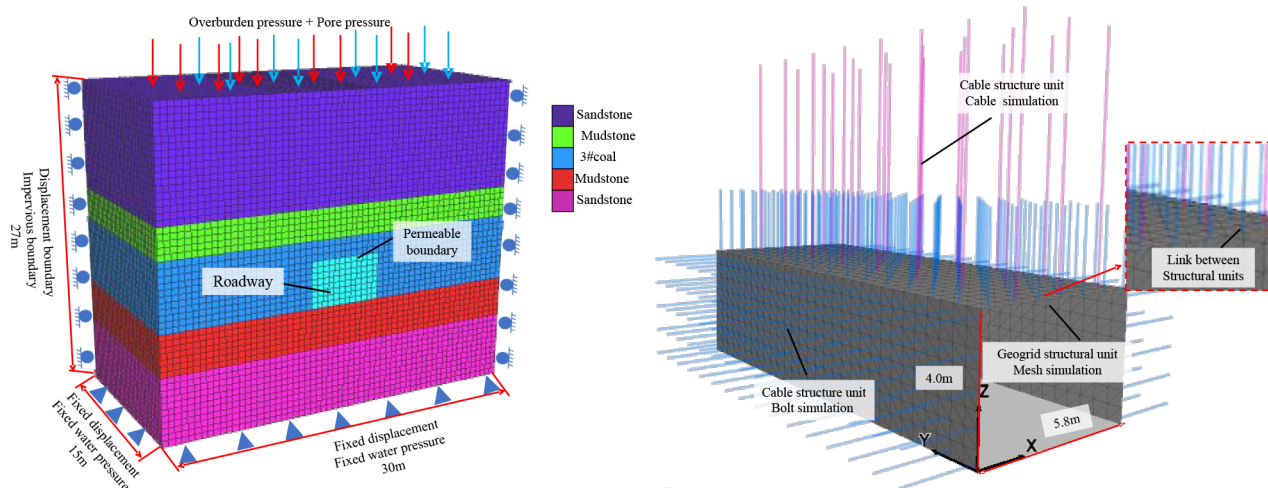 Overburden pressure + Pore pressure
Displacement boundary
Impervious boundary
27m
Sandstone
Mudstone
3#coal
Mudstone
Sandstone
Permeable
boundary
Roadway
Fixed displacement
Fixed water pressure
15m
Fixed displacement
Fixed water pressure
30m
Cable structure unit
Cable simulation
Link between
Structural units
Geogrid structural unit
Mesh simulation
Cable structure unit
Bolt simulation
4.0m
5.8m
Z
Y
X